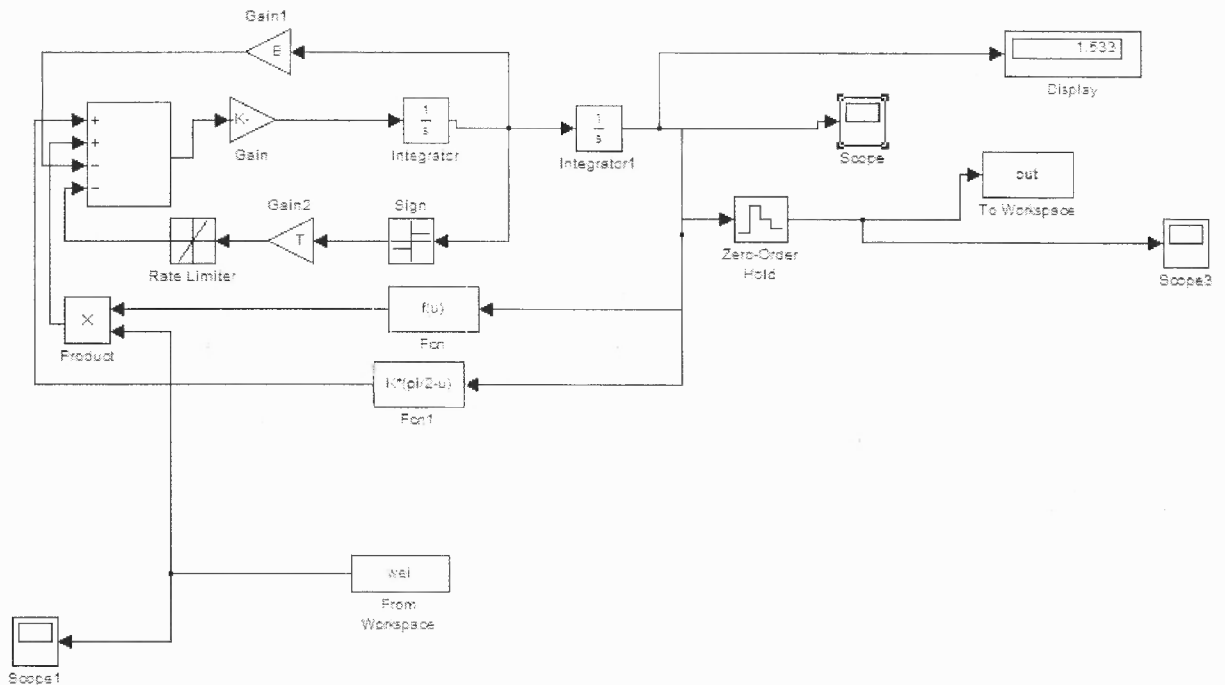 Gain1
B
1.533
Display
+
+
−
−
K-
Gain
1
s
Integrator
1
s
Integrator1
Scope
out
To Workspace
Gain2
T
Sign
Rate Limiter
Zero-Order
Hold
Scope3
f(u)
Fcn
×
Product
K*(pi/2-u)
Fcn1
wei
From
Workspace
Scope1